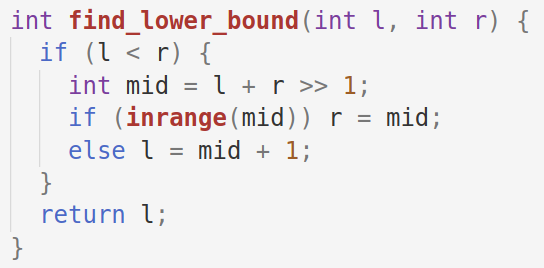 int find_lower_bound(int l, int r) {
  if (l < r) {
    int mid = l + r >> 1;
    if (inrange(mid)) r = mid;
    else l = mid + 1;
  }
  return l;
}